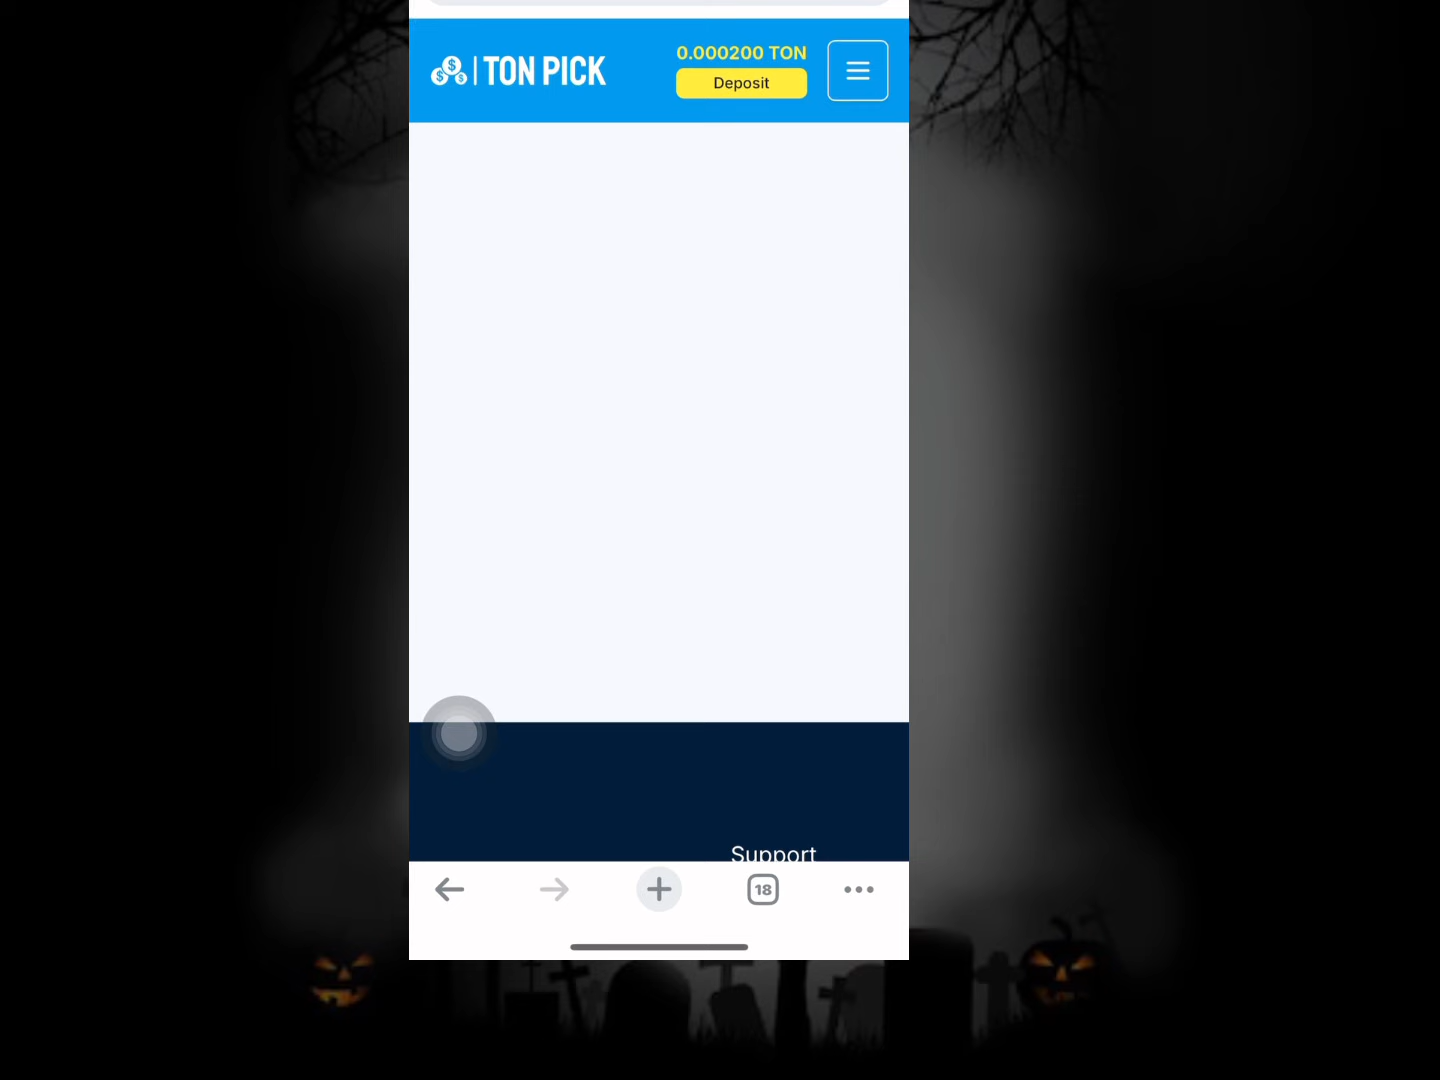 TON PICK
0.000200 TON
Deposit
Support
18